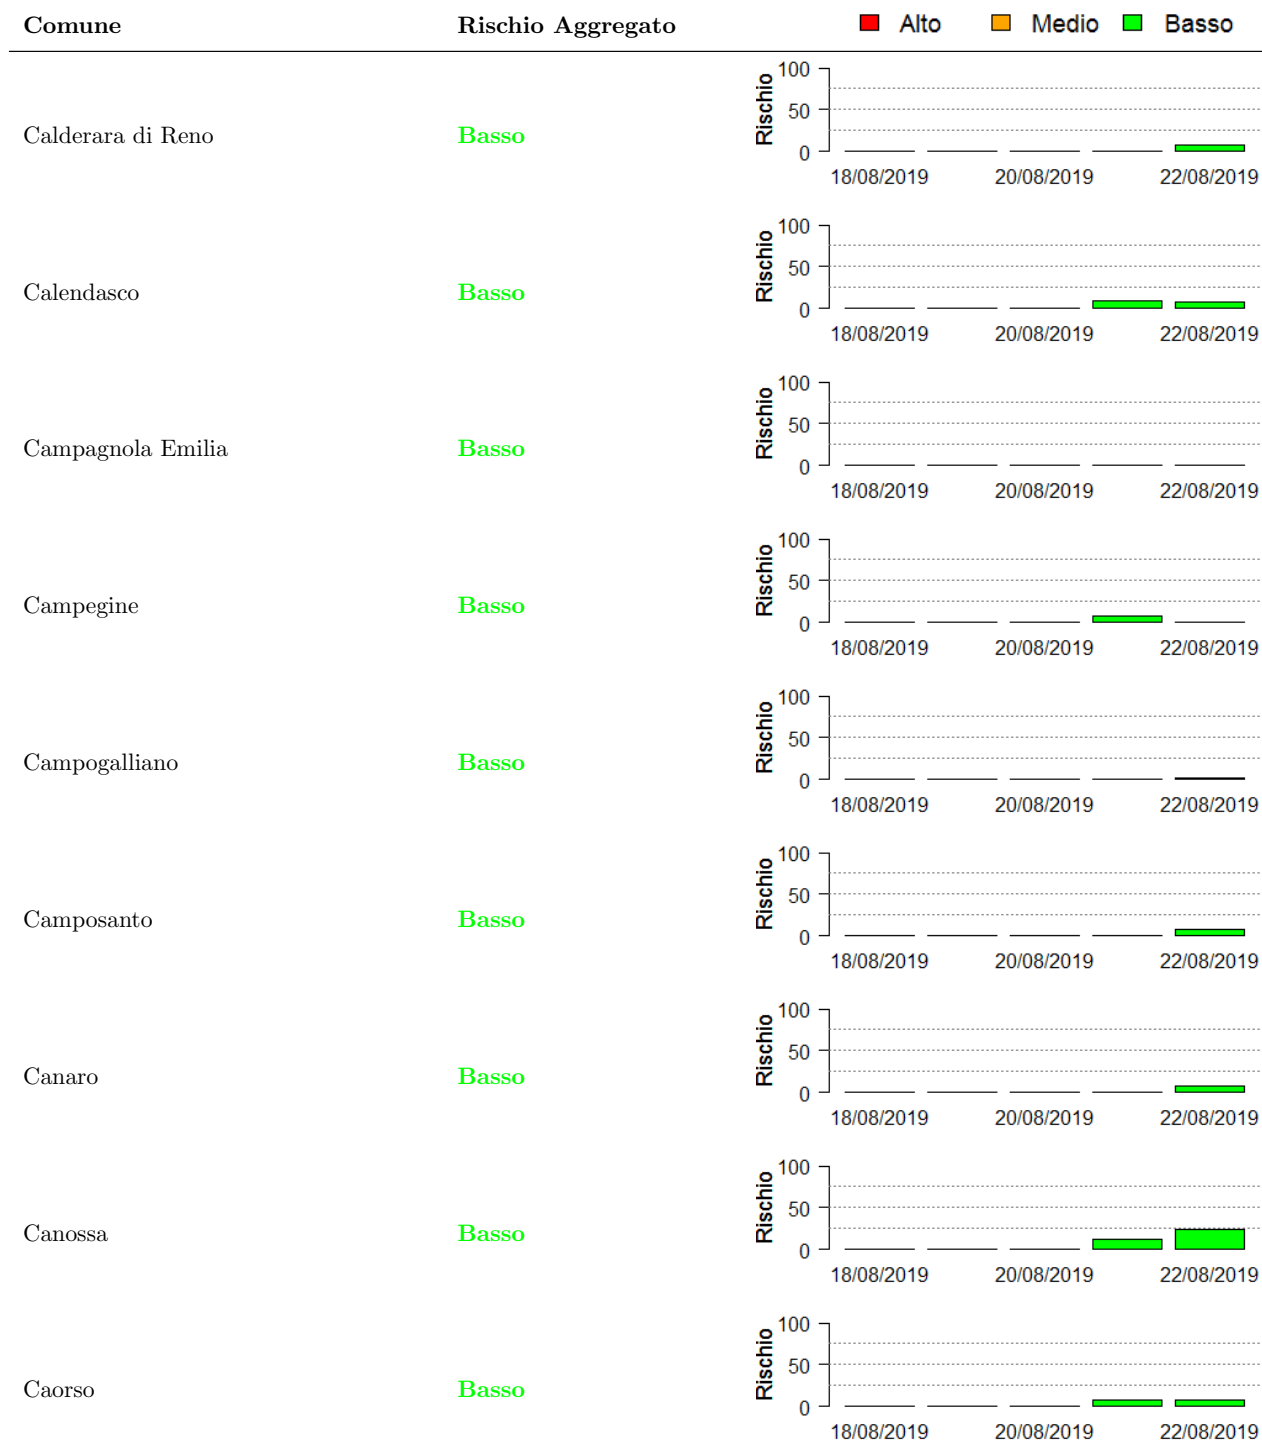 Comune Rischio Aggregato Alto Medio Basso
100
50
0
Rischio
Calderara di Reno Basso
18/08/2019 20/08/2019 22/08/2019
100
50
0
Rischio
Calendasco Basso
18/08/2019 20/08/2019 22/08/2019
100
50
0
Rischio
Campagnola Emilia Basso
18/08/2019 20/08/2019 22/08/2019
100
50
0
Rischio
Campegine Basso
18/08/2019 20/08/2019 22/08/2019
100
50
0
Rischio
Campogalliano Basso
18/08/2019 20/08/2019 22/08/2019
100
50
0
Rischio
Camposanto Basso
18/08/2019 20/08/2019 22/08/2019
100
50
0
Rischio
Canaro Basso
18/08/2019 20/08/2019 22/08/2019
100
50
0
Rischio
Canossa Basso
18/08/2019 20/08/2019 22/08/2019
100
50
0
Rischio
Caorso Basso
18/08/2019 20/08/2019 22/08/2019